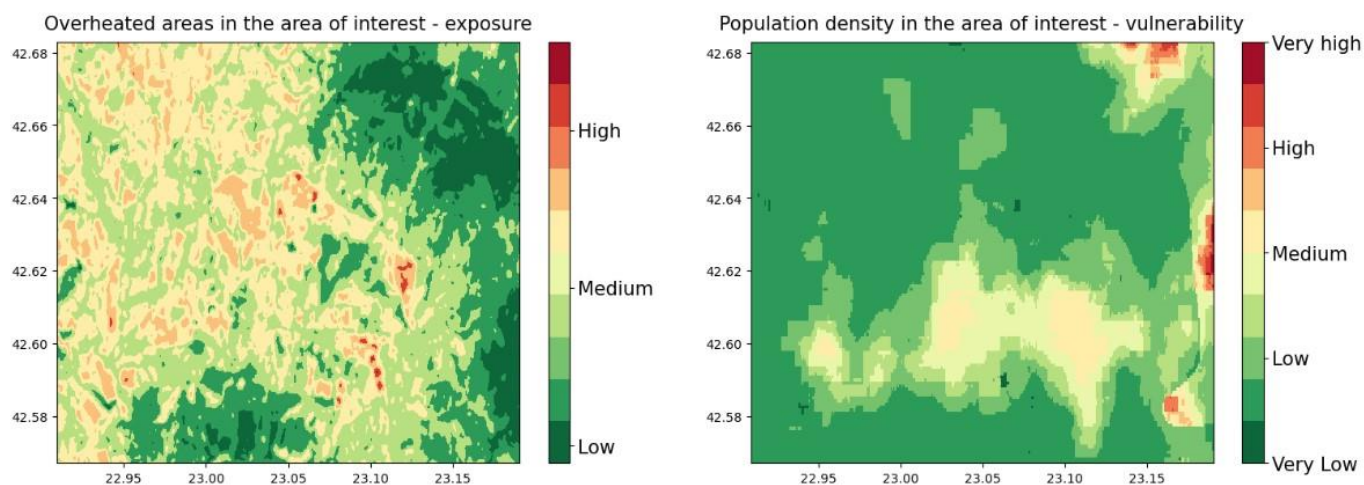 Overheated areas in the area of interest - exposure
42.68
42.66
42.64
42.62
42.60
42.58
22.95 23.00 23.05 23.10 23.15
High
Medium
Low
Population density in the area of interest - vulnerability
42.68
42.66
42.64
42.62
42.60
42.58
22.95 23.00 23.05 23.10 23.15
Very high
High
Medium
Low
Very Low